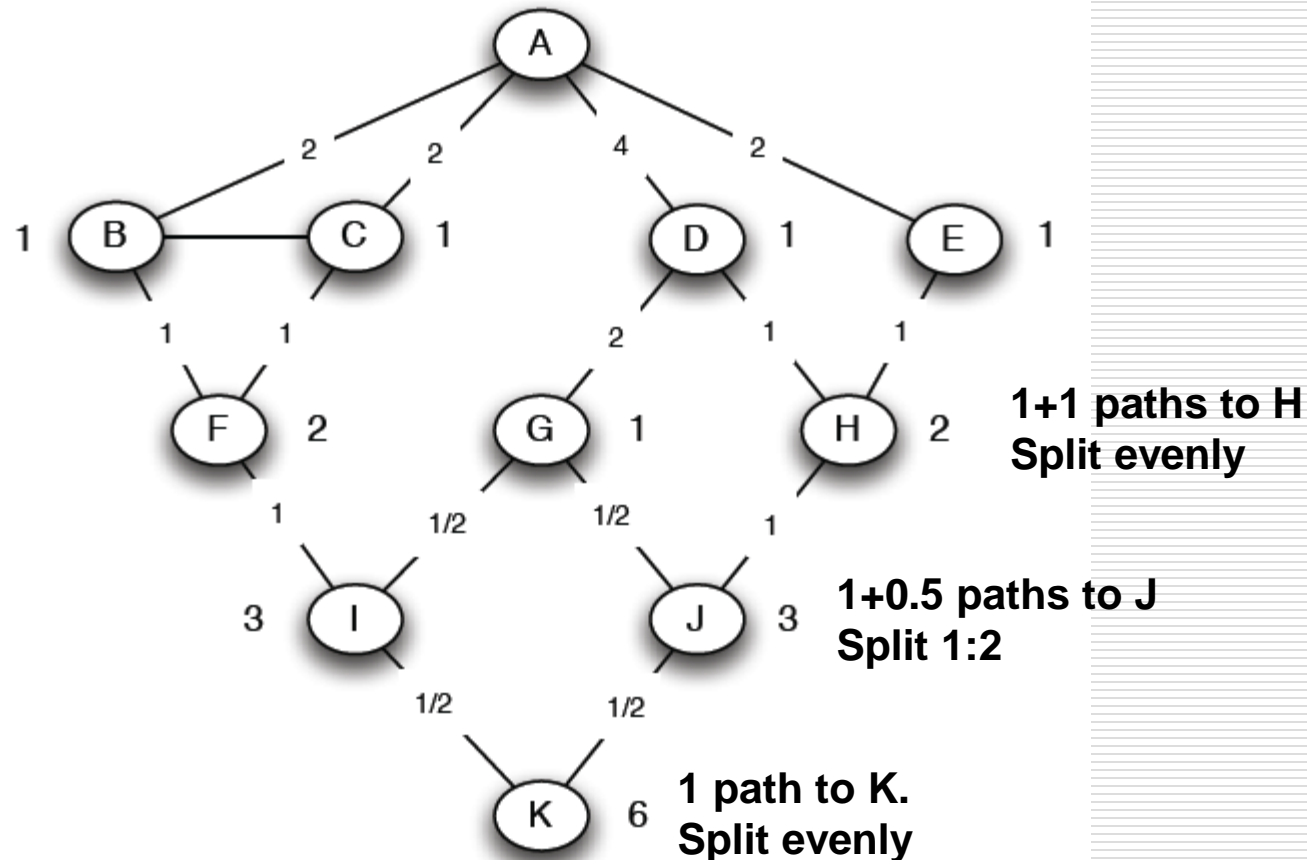 A
2 2 4 2
1 B C 1 D 1 E 1
1 1 2 1 1
F 2 G 1 H 2
1+1 paths to H
Split evenly
1 1/2 1/2 1
3 I J 3
1+0.5 paths to J
Split 1:2
1/2 1/2
K 6
1 path to K.
Split evenly